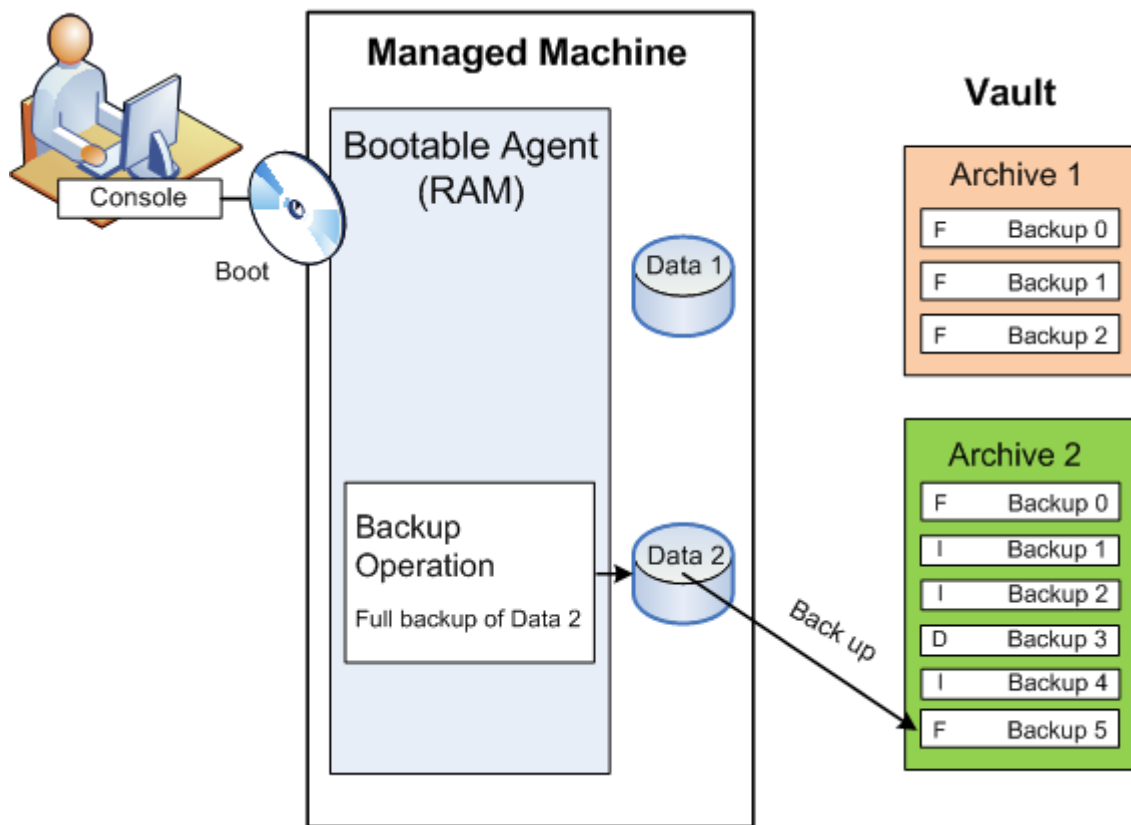 Managed Machine
Console
Boot
Bootable Agent
(RAM)
Data 1
Backup
Operation
Full backup of Data 2
Data 2
Back up
Vault
Archive 1
F Backup 0
F Backup 1
F Backup 2
Archive 2
F Backup 0
I Backup 1
I Backup 2
D Backup 3
I Backup 4
F Backup 5